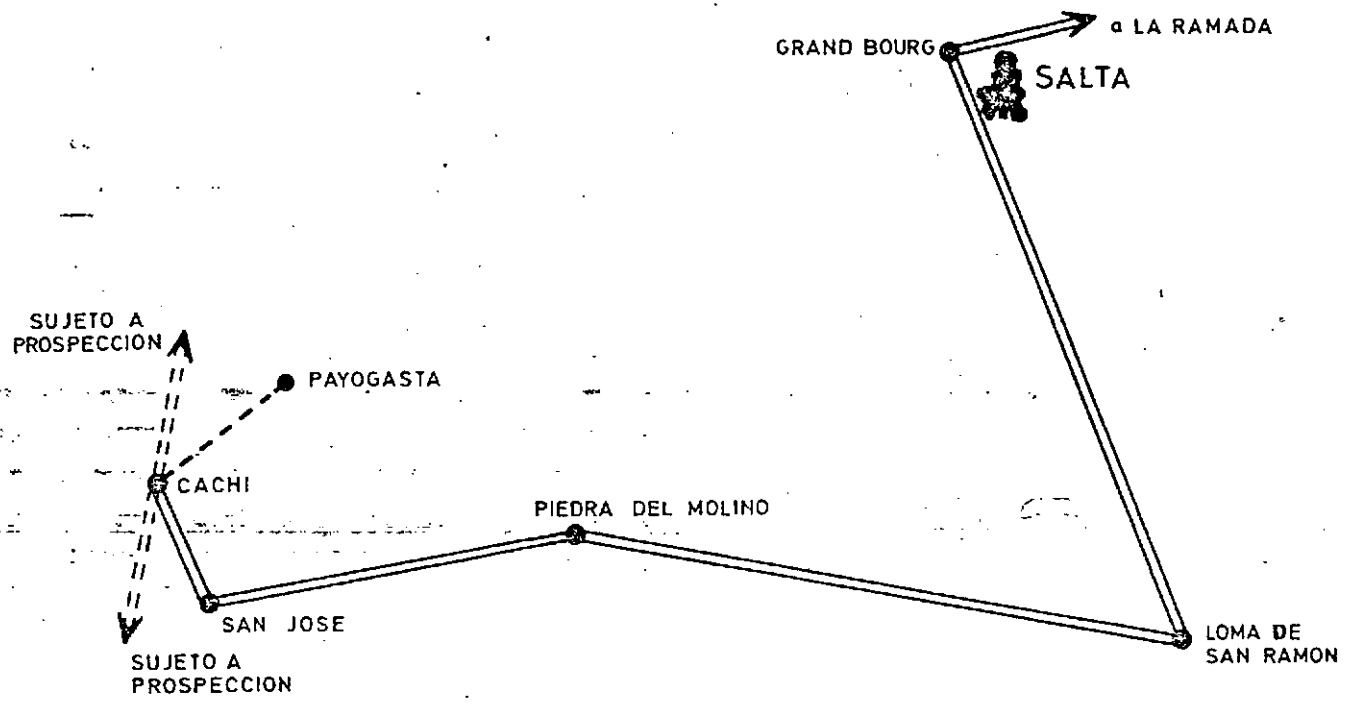 a LA RAMADA
GRAND BOURG
SALTA
SUJETO A
PROSPECCION
PAYOGASTA
CACHI
PIEDRA DEL MOLINO
SAN JOSE
LOMA DE
SAN RAMON
SUJETO A
PROSPECCION